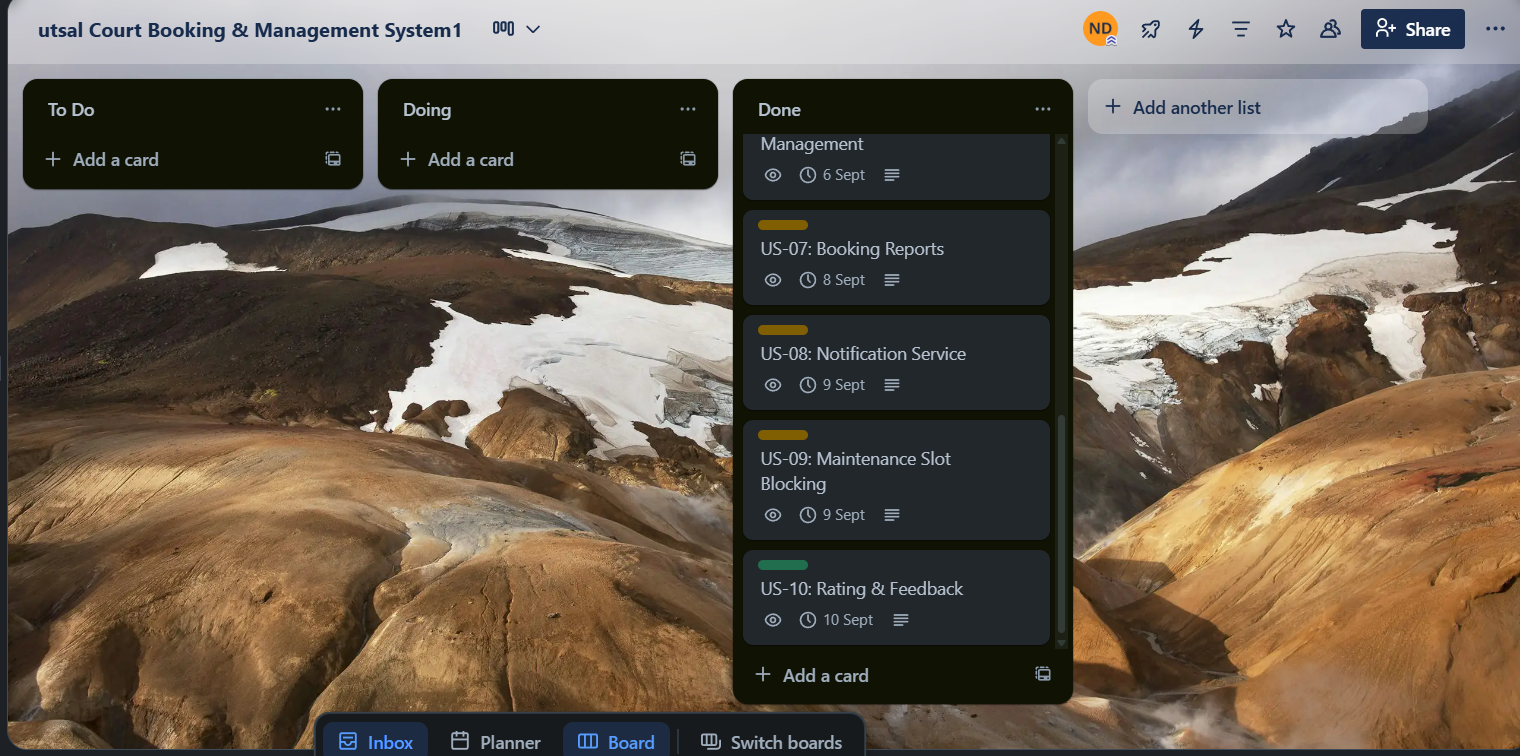 utsal Court Booking & Management System1
ND
Share
To Do
Add a card
Doing
Add a card
Done
Management
6 Sept
US-07: Booking Reports
8 Sept
US-08: Notification Service
9 Sept
US-09: Maintenance Slot
Blocking
9 Sept
US-10: Rating & Feedback
10 Sept
Add a card
Add another list
Inbox
Planner
Board
Switch boards